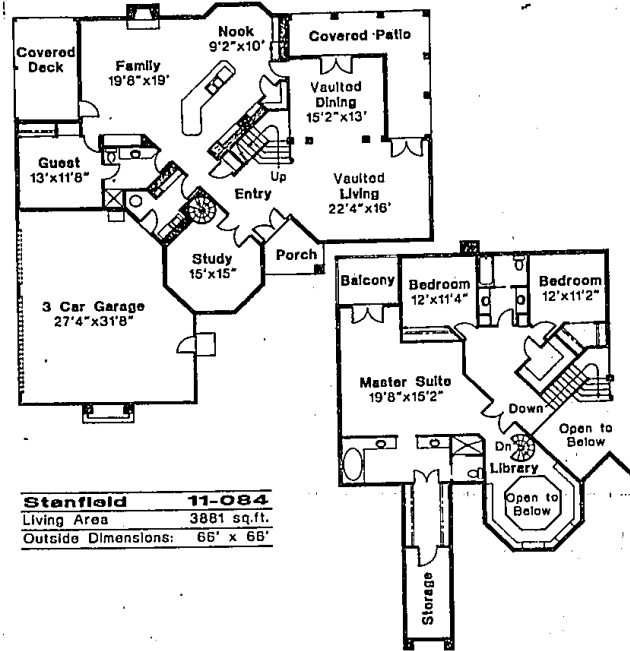 Nook
9'2"x10'
Covered Patio
Covered
Deck
Family
19'8"x19'
Vaulted
Dining
15'2"x13'
Guest
13'x11'8"
Up
Vaulted
Living
22'4"x16'
Entry
Study
15'x15"
Porch
3 Car Garage
27'4"x31'8"
Balcony
Bedroom
12'x11'4"
Bedroom
12'x11'2"
Master Suite
19'8"x15'2"
Down
Open to
Below
Dn
Library
Open to
Below
Storage
Stanfield 11-084
Living Area 3881 sq.ft.
Outside Dimensions: 66' x 66'